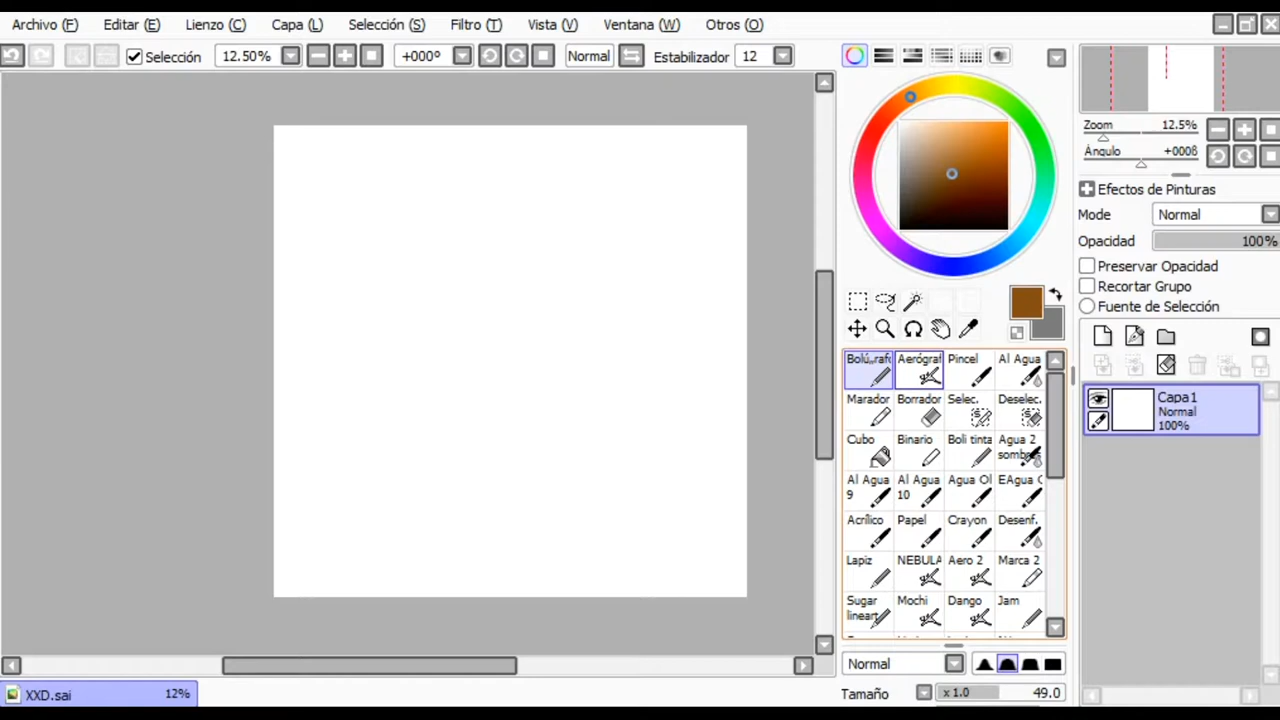 Archivo (F) Editar (E) Lienzo (C) Capa (L) Selección (S) Filtro (T) Vista (V) Ventana (W) Otros (O)
Selección 12.50% +000º Normal Estabilizador 12
Zoom 12.5%
Ángulo +0008
Efectos de Pinturas
Mode Normal
Opacidad 100%
Preservar Opacidad
Recortar Grupo
Fuente de Selección
Capa1
Normal
100%
Aerógraf Pincel Al Agua
Marador Borrador Selec. Deselec.
Cubo Binario Boli tinta Agua 2
Al Agua Al Agua Agua Ol EAgua
9 10
Acrílico Papel Crayon Desenf.
Lapiz NEBULA Aero 2 Marca 2
Sugar Mochi Dango Jam
lineart
Normal
Tamaño x 1.0 49.0
XXD.sai 12%